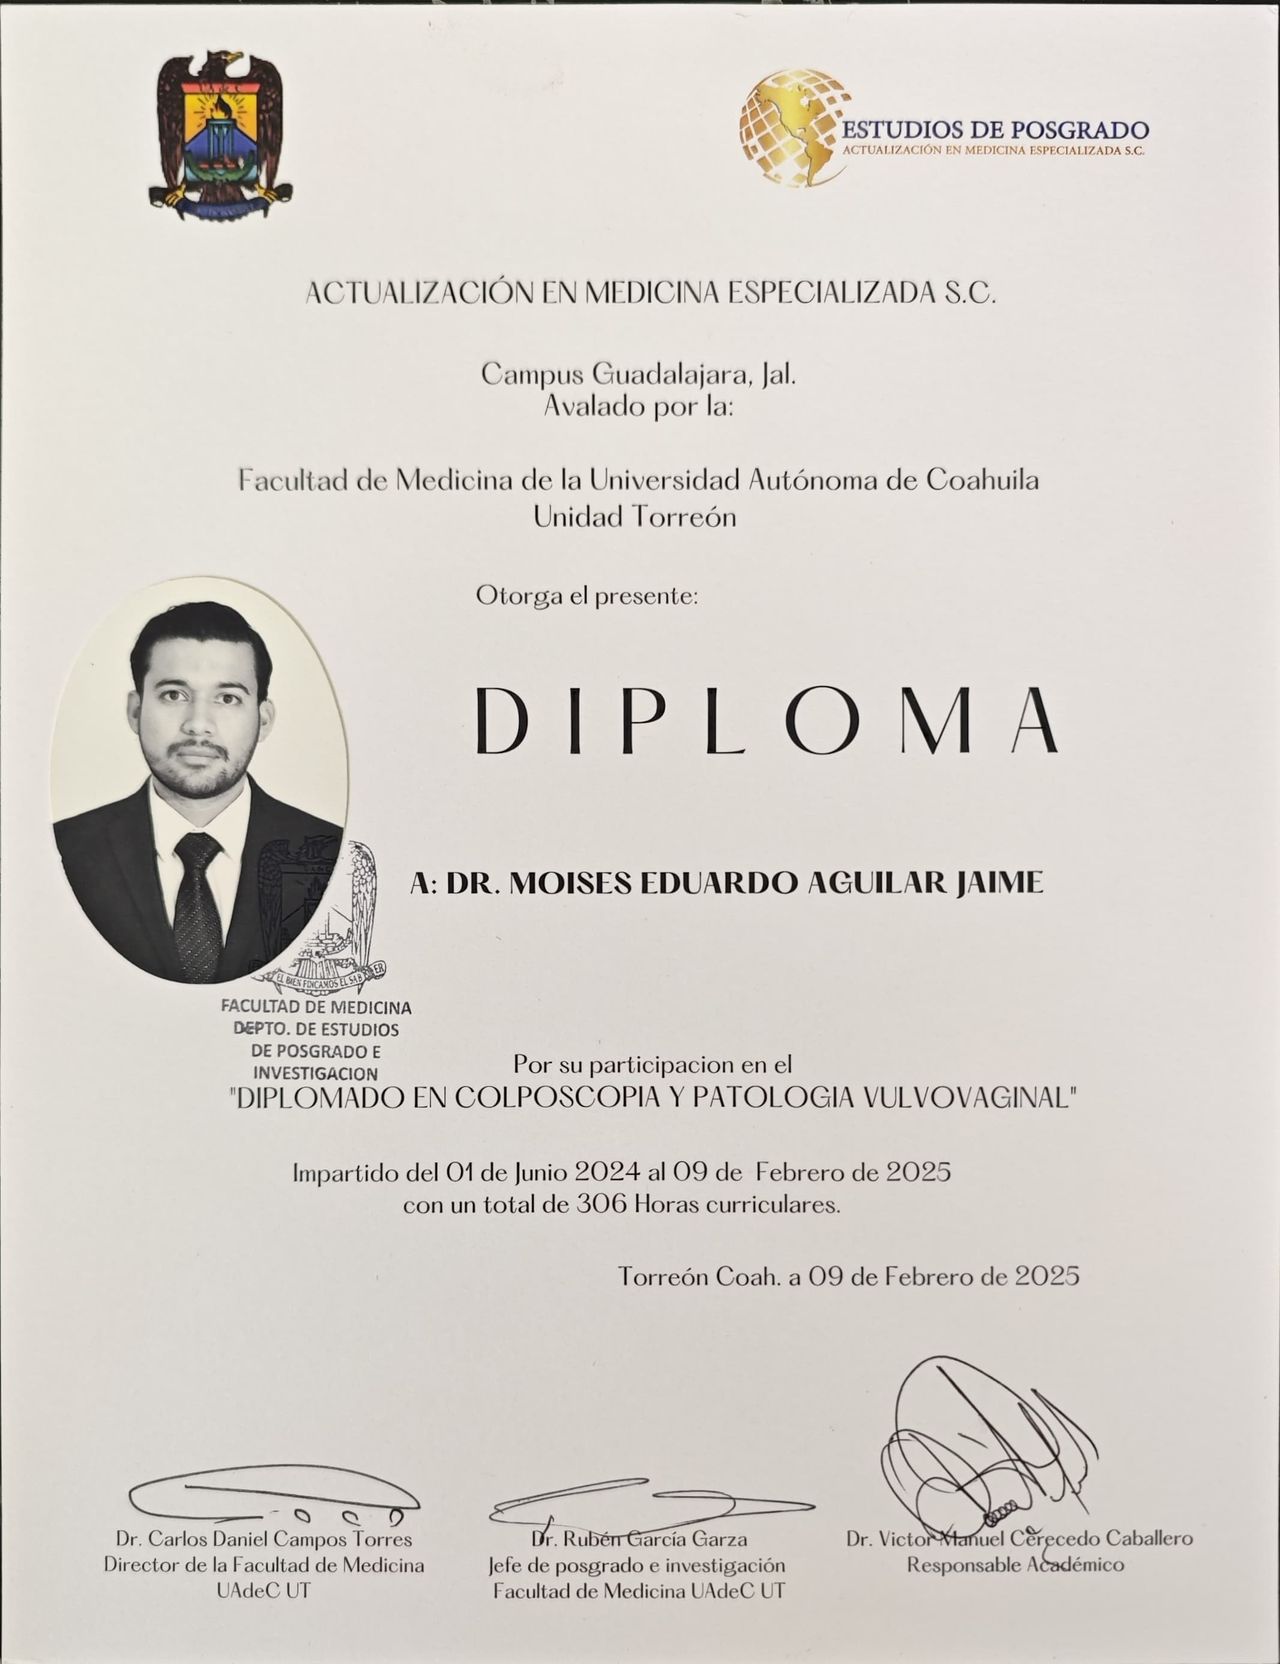 ESTUDIOS DE POSGRADO
ACTUALIZACIÓN EN MEDICINA ESPECIALIZADA S.C.
ACTUALIZACIÓN EN MEDICINA ESPECIALIZADA S.C.
Campus Guadalajara, Jal.
Avalado por la:
Facultad de Medicina de la Universidad Autónoma de Coahuila
Unidad Torreón
Otorga el presente:
DIPLOMA
A: DR. MOISES EDUARDO AGUILAR JAIME
EL BIEN FINCAMOS EL SABER
FACULTAD DE MEDICINA
DEPTO. DE ESTUDIOS
DE POSGRADO E
INVESTIGACION
Por su participacion en el
"DIPLOMADO EN COLPOSCOPIA Y PATOLOGIA VULVOVAGINAL"
Impartido del 01 de Junio 2024 al 09 de Febrero de 2025
con un total de 306 Horas curriculares.
Torreón Coah. a 09 de Febrero de 2025
Dr. Carlos Daniel Campos Torres
Director de la Facultad de Medicina
UAdeC UT
Dr. Rubén García Garza
Jefe de posgrado e investigación
Facultad de Medicina UAdeC UT
Dr. Victor Manuel Cerecedo Caballero
Responsable Académico